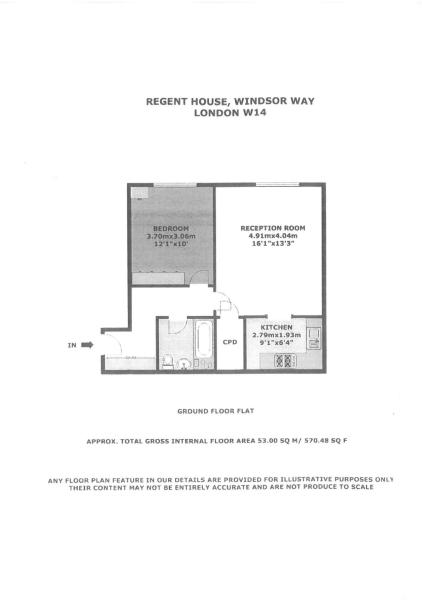 REGENT HOUSE, WINDSOR WAY
LONDON W14
BEDROOM
3.70mx3.06m
12'1"x10'
RECEPTION ROOM
4.91mx4.04m
16'1"x13'3"
KITCHEN
2.79mx1.93m
9'1"x6'4"
CPD
IN
GROUND FLOOR FLAT
APPROX. TOTAL GROSS INTERNAL FLOOR AREA 53.00 SQ M/ 570.48 SQ F
ANY FLOOR PLAN FEATURE IN OUR DETAILS ARE PROVIDED FOR ILLUSTRATIVE PURPOSES ONLY
THEIR CONTENT MAY NOT BE ENTIRELY ACCURATE AND ARE NOT PRODUCE TO SCALE